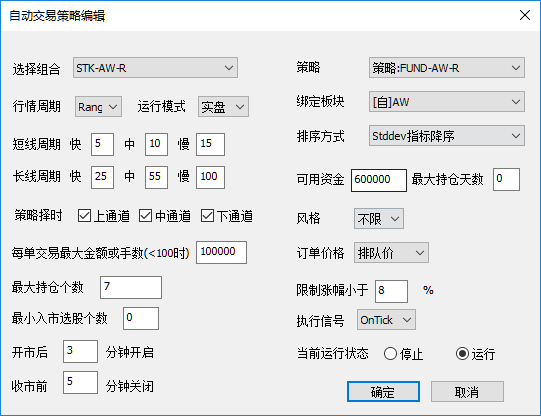 自动交易策略编辑
选择组合 STK-AW-R 策略 策略:FUND-AW-R
行情周期 Rang 运行模式 实盘 绑定板块 [自]AW
短线周期 快 5 中 10 慢 15 排序方式 Stddev指标降序
长线周期 快 25 中 55 慢 100 可用资金 600000 最大持仓天数 0
策略择时 上通道 中通道 下通道 风格 不限
每单交易最大金额或手数(<100时) 100000 订单价格 排队价
最大持仓个数 7 限制涨幅小于 8 %
最小入市选股个数 0 执行信号 OnTick
开市后 3 分钟开启 当前运行状态 停止 运行
收市前 5 分钟关闭
确定 取消